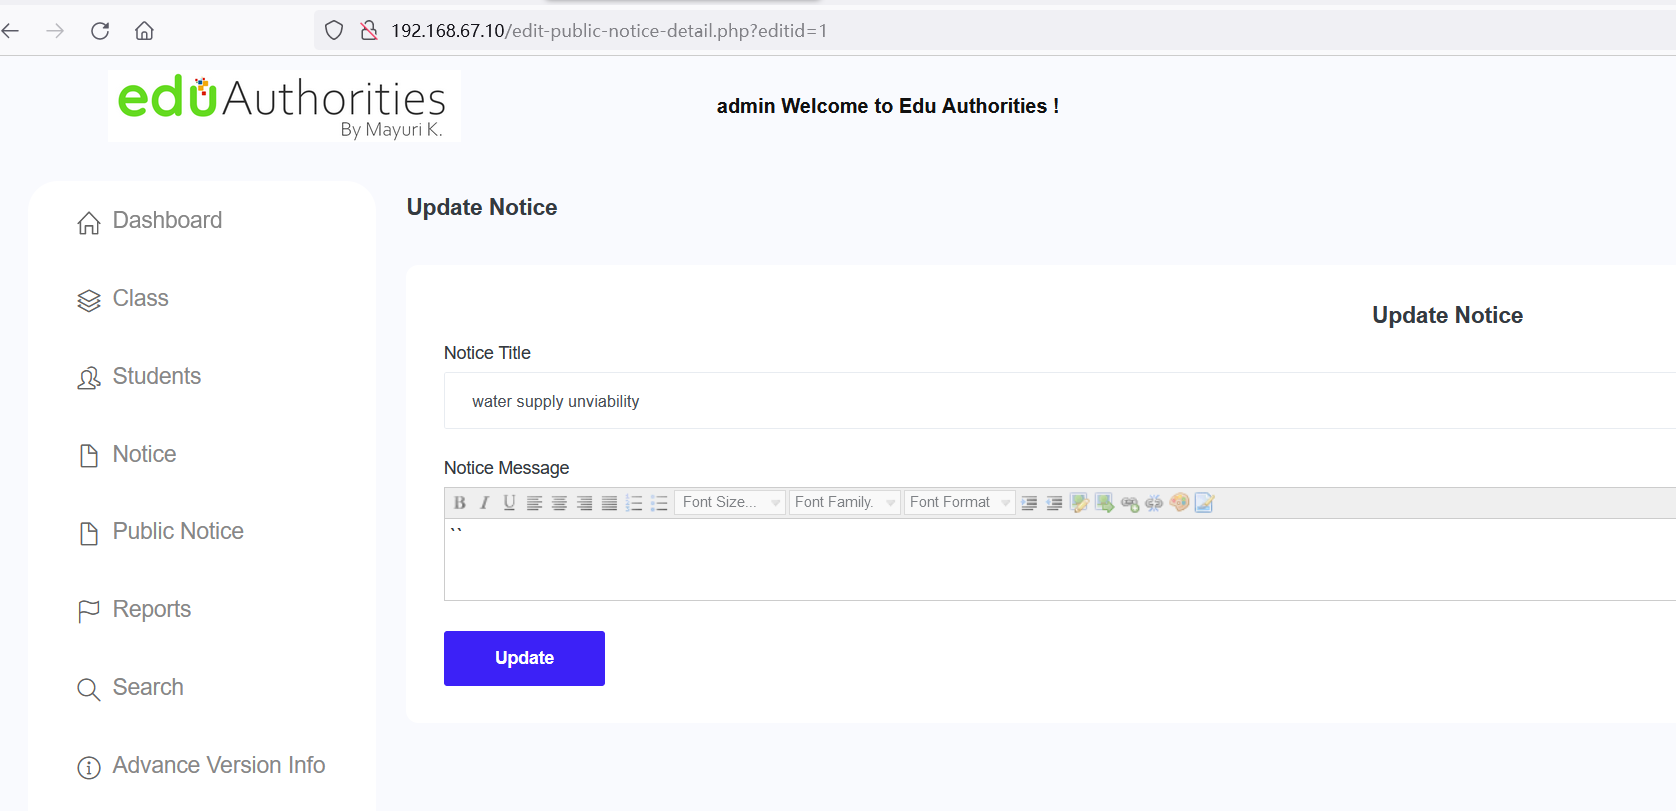 192.168.67.10/edit-public-notice-detail.php?editid=1
eduAuthorities
By Mayuri K.
admin Welcome to Edu Authorities !
Dashboard
Class
Students
Notice
Public Notice
Reports
Search
Advance Version Info
Update Notice
Update Notice
Notice Title
water supply unviability
Notice Message
B I U Font Size... Font Family. Font Format
``
Update